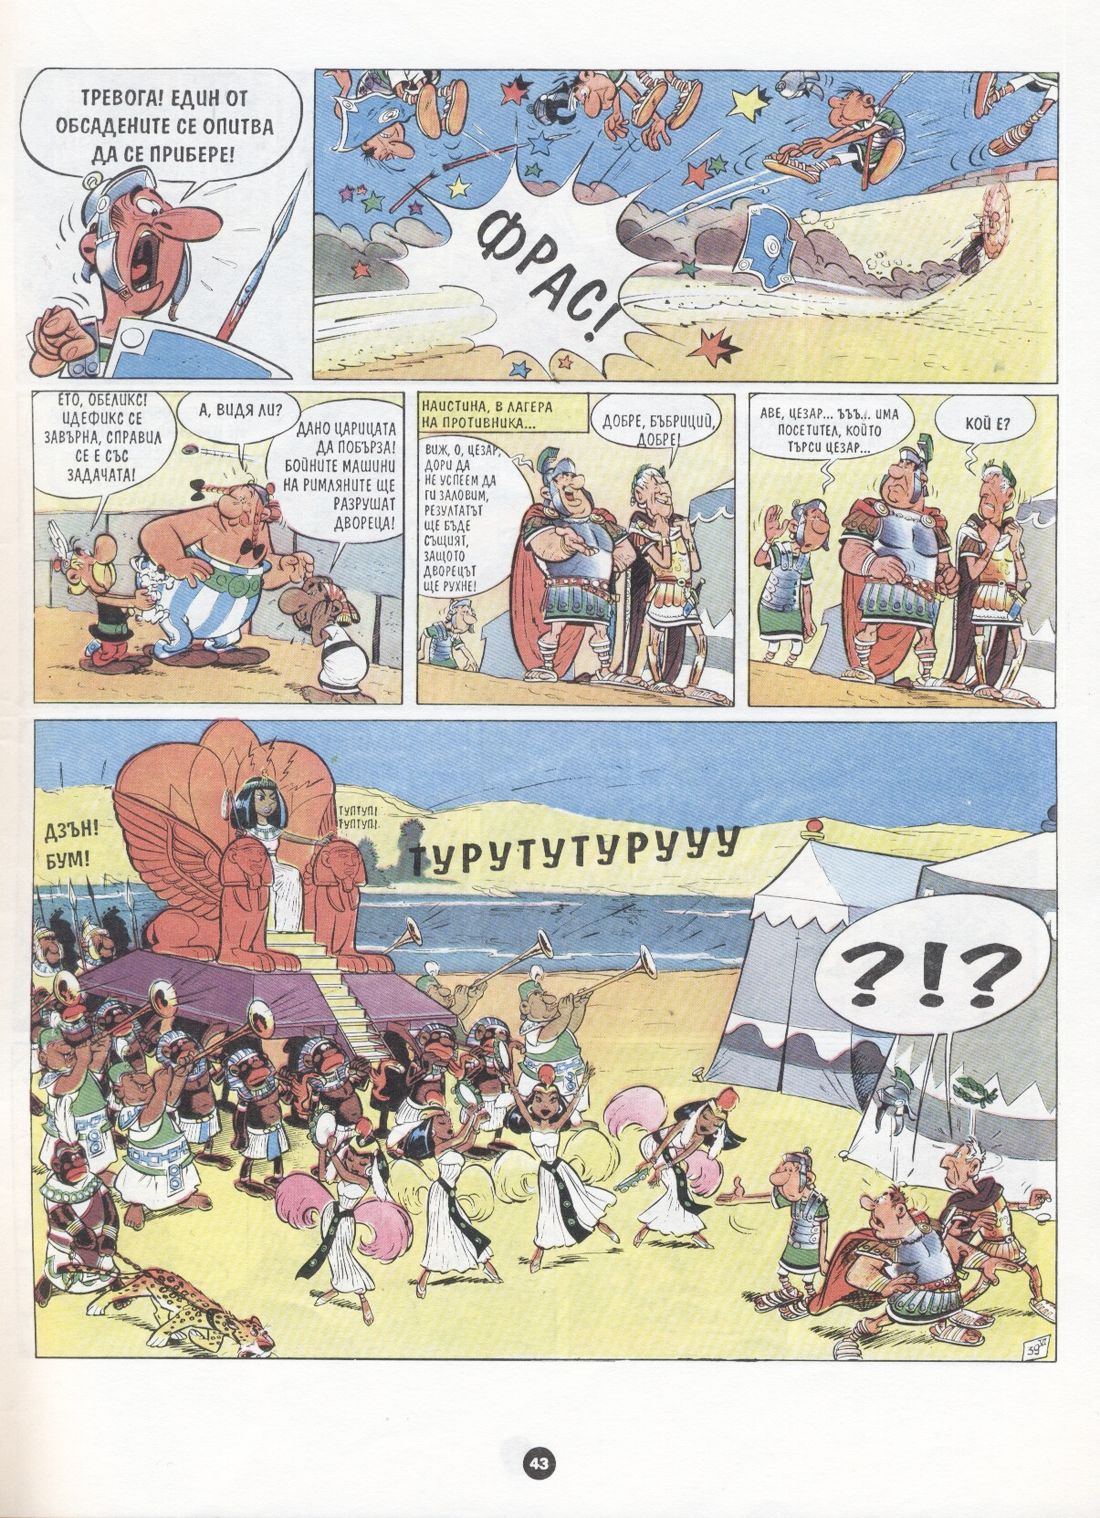 ТРЕВОГА! ЕДИН ОТ
ОБСАДЕНИТЕ СЕ ОПИТВА
ДА СЕ ПРИБЕРЕ!
ФРАС!
ЕТО, ОБЕЛИКС!
ИДЕФИКС СЕ
ЗАВЪРНА, СПРАВИЛ
СЕ Е СЪС
ЗАДАЧАТА!
А, ВИДЯ ЛИ?
ДАНО ЦАРИЦАТА
ДА ПОБЪРЗА!
БОЙНИТЕ МАШИНИ
НА РИМЛЯНИТЕ ЩЕ
РАЗРУШАТ
ДВОРЕЦА!
НАИСТИНА, В ЛАГЕРА
НА ПРОТИВНИКА...
ВИЖ, О, ЦЕЗАР,
ДОРИ ДА
НЕ УСПЕЕМ ДА
ГИ ЗАЛОВИМ,
РЕЗУЛТАТЪТ
ЩЕ БЪДЕ
СЪЩИЯТ,
ЗАЩОТО
ДВОРЕЦЪТ
ЩЕ РУХНЕ!
ДОБРЕ, БЪБРИЦИЙ,
ДОБРЕ!
АВЕ, ЦЕЗАР... ЪЪЪ... ИМА
ПОСЕТИТЕЛ, КОЙТО
ТЪРСИ ЦЕЗАР...
КОЙ Е?
ДЗЪН!
БУМ!
ТУПТУП!
ТУПТУП!
ТУРУТУТУРУУУ
?!?
43